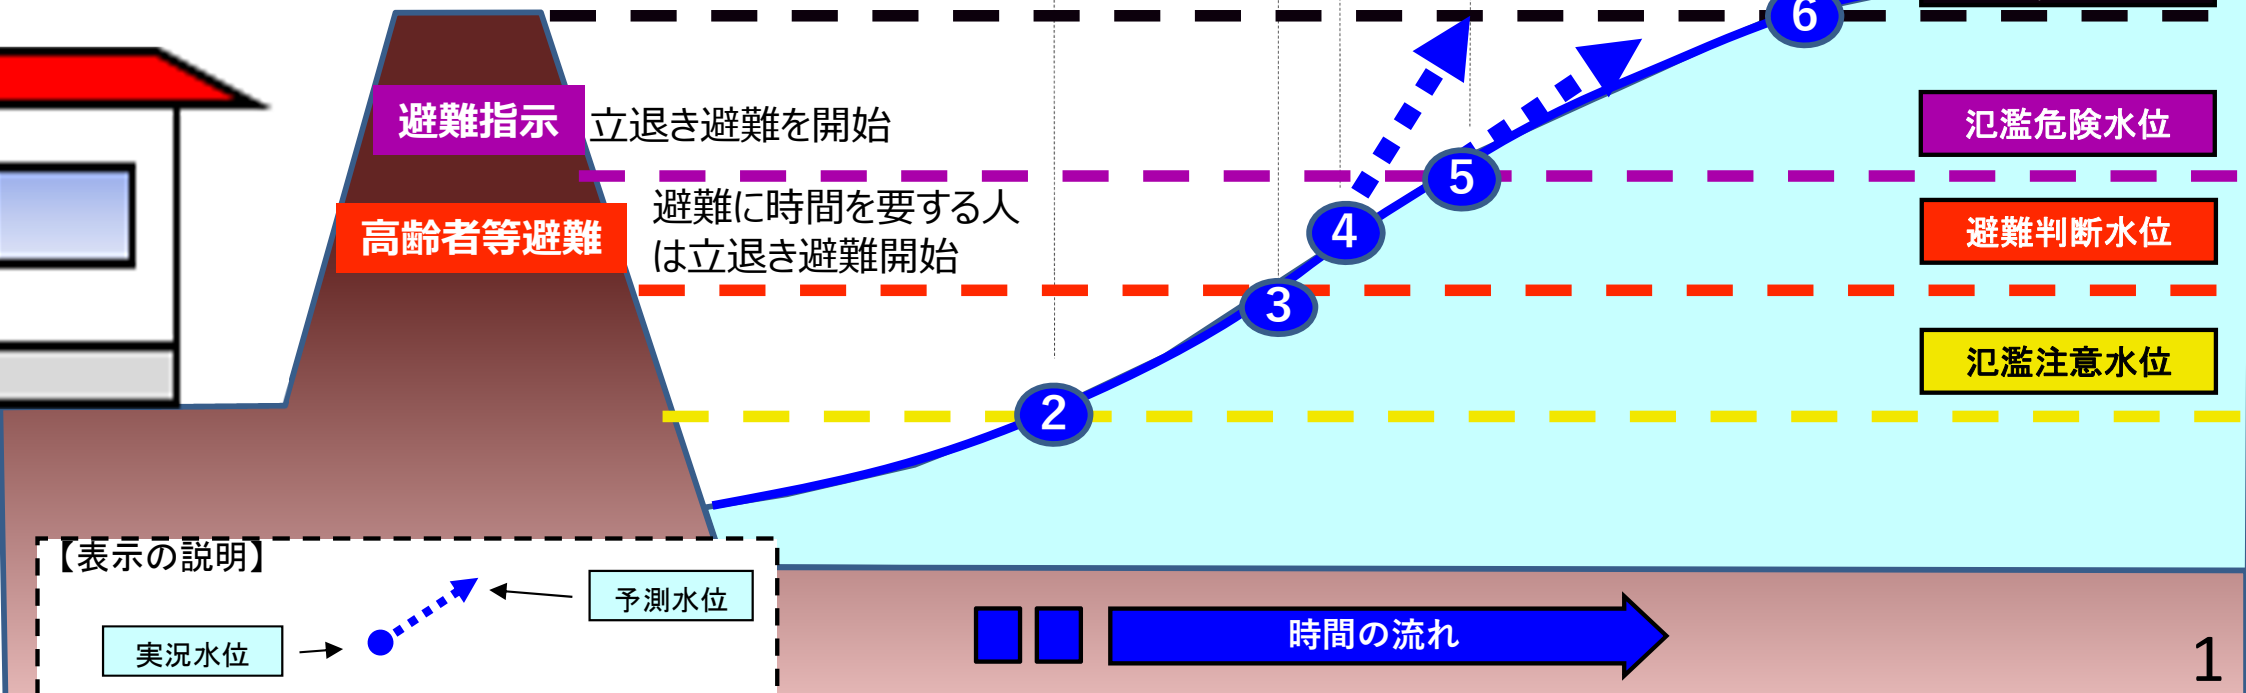 6
避難指示
立退き避難を開始
氾濫危険水位
5
避難に時間を要する人
は立退き避難開始
高齢者等避難
4
避難判断水位
3
氾濫注意水位
2
【表示の説明】
予測水位
実況水位
時間の流れ
1